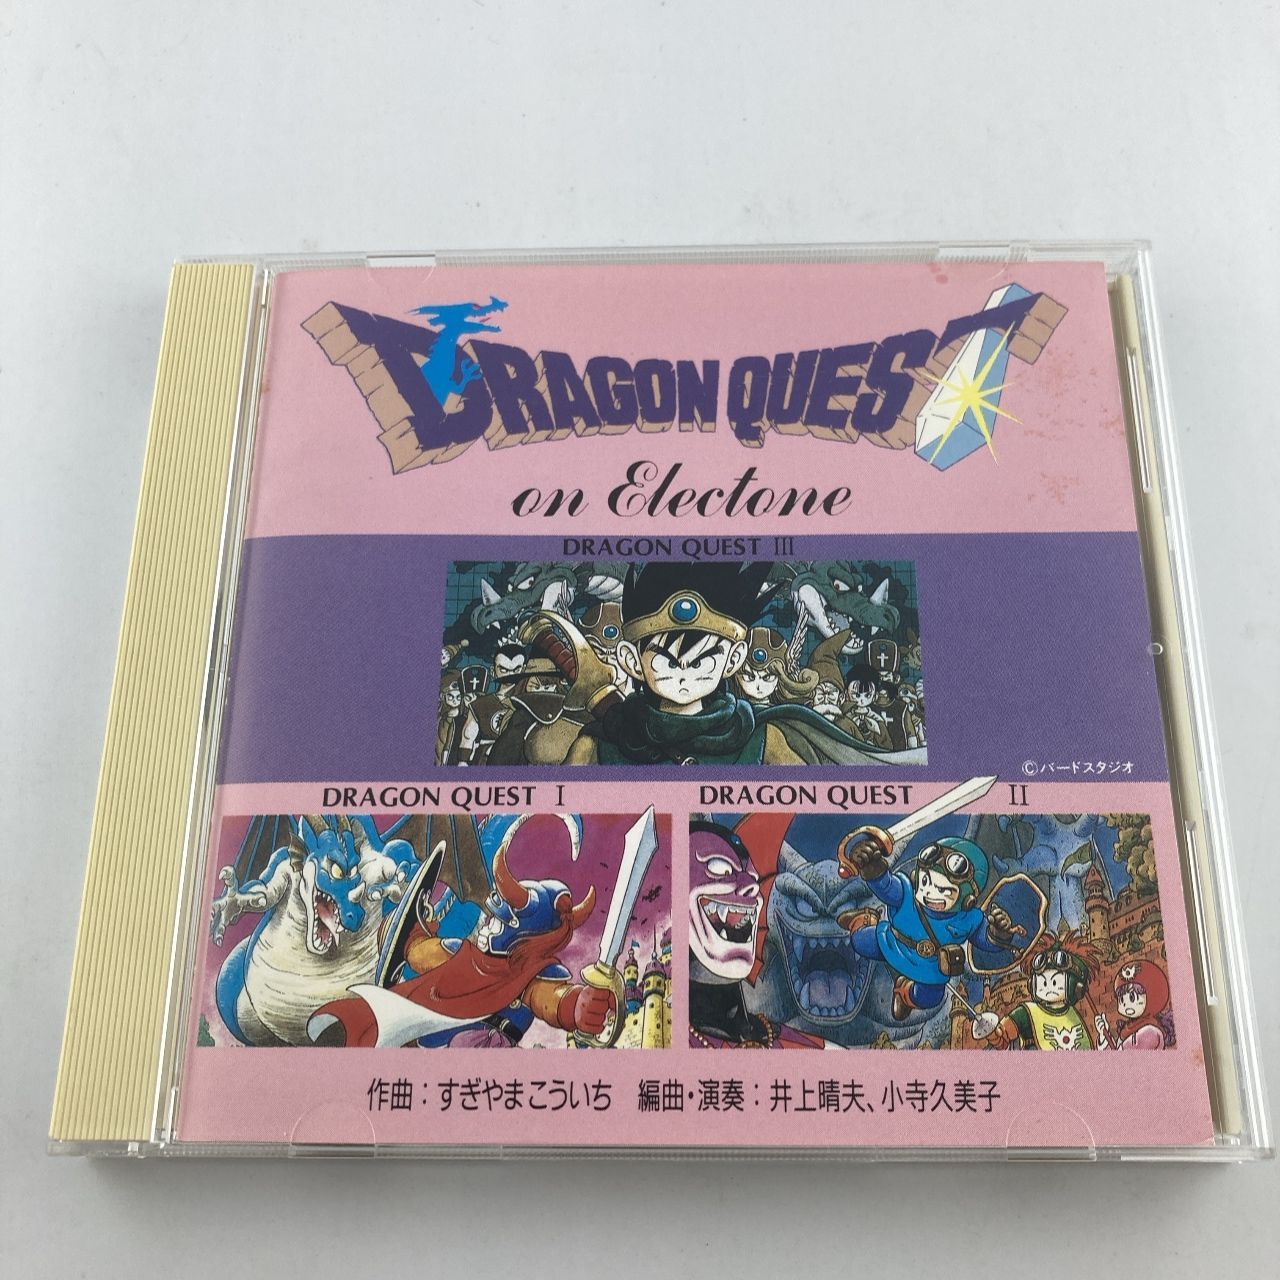 DRAGON QUEST
on Electone
DRAGON QUEST III
©バードスタジオ
DRAGON QUEST I
DRAGON QUEST II
作曲：すぎやまこういち 編曲・演奏：井上晴夫、小寺久美子